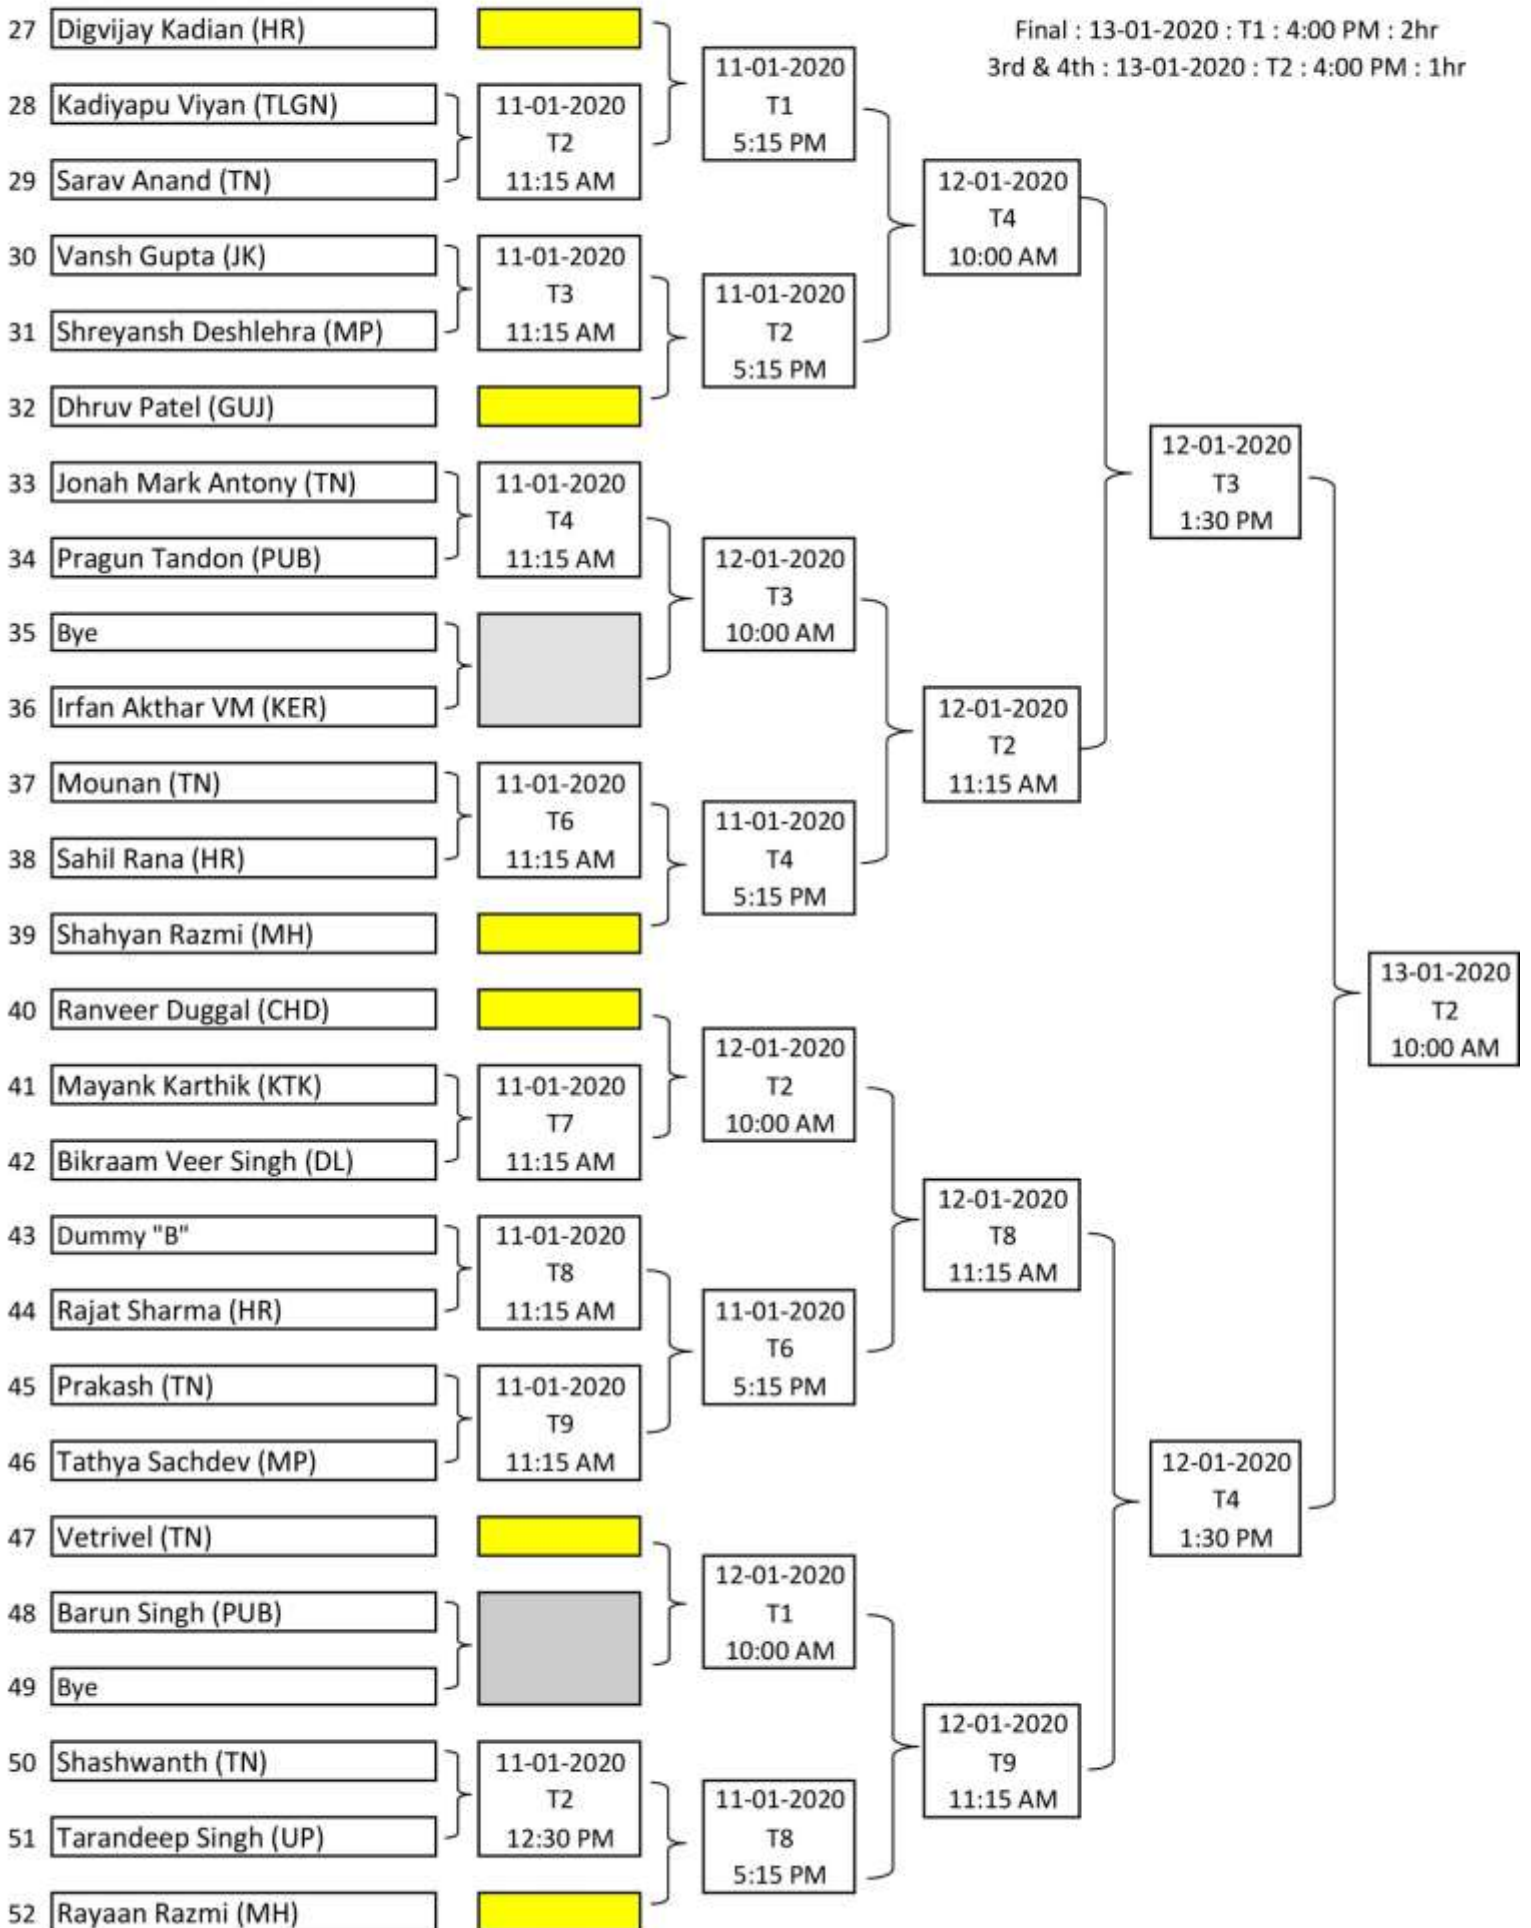 27 Digvijay Kadian (HR)
Final : 13-01-2020 : T1 : 4:00 PM : 2hr
3rd & 4th : 13-01-2020 : T2 : 4:00 PM : 1hr
11-01-2020
T1
5:15 PM
28 Kadiyapu Viyan (TLGN)
11-01-2020
T2
11:15 AM
29 Sarav Anand (TN)
12-01-2020
T4
10:00 AM
30 Vansh Gupta (JK)
11-01-2020
T3
11:15 AM
31 Shreyansh Deshlehra (MP)
11-01-2020
T2
5:15 PM
32 Dhruv Patel (GUJ)
12-01-2020
T3
1:30 PM
33 Jonah Mark Antony (TN)
11-01-2020
T4
11:15 AM
34 Pragun Tandon (PUB)
12-01-2020
T3
10:00 AM
35 Bye
36 Irfan Akthar VM (KER)
12-01-2020
T2
11:15 AM
37 Mounan (TN)
11-01-2020
T6
11:15 AM
38 Sahil Rana (HR)
11-01-2020
T4
5:15 PM
39 Shahyan Razmi (MH)
13-01-2020
T2
10:00 AM
40 Ranveer Duggal (CHD)
12-01-2020
T2
10:00 AM
41 Mayank Karthik (KTK)
11-01-2020
T7
11:15 AM
42 Bikraam Veer Singh (DL)
12-01-2020
T8
11:15 AM
43 Dummy "B"
11-01-2020
T8
11:15 AM
44 Rajat Sharma (HR)
11-01-2020
T6
5:15 PM
45 Prakash (TN)
11-01-2020
T9
11:15 AM
46 Tathya Sachdev (MP)
12-01-2020
T4
1:30 PM
47 Vetrivel (TN)
12-01-2020
T1
10:00 AM
48 Barun Singh (PUB)
49 Bye
12-01-2020
T9
11:15 AM
50 Shashwanth (TN)
11-01-2020
T2
12:30 PM
51 Tarandeep Singh (UP)
11-01-2020
T8
5:15 PM
52 Rayaan Razmi (MH)